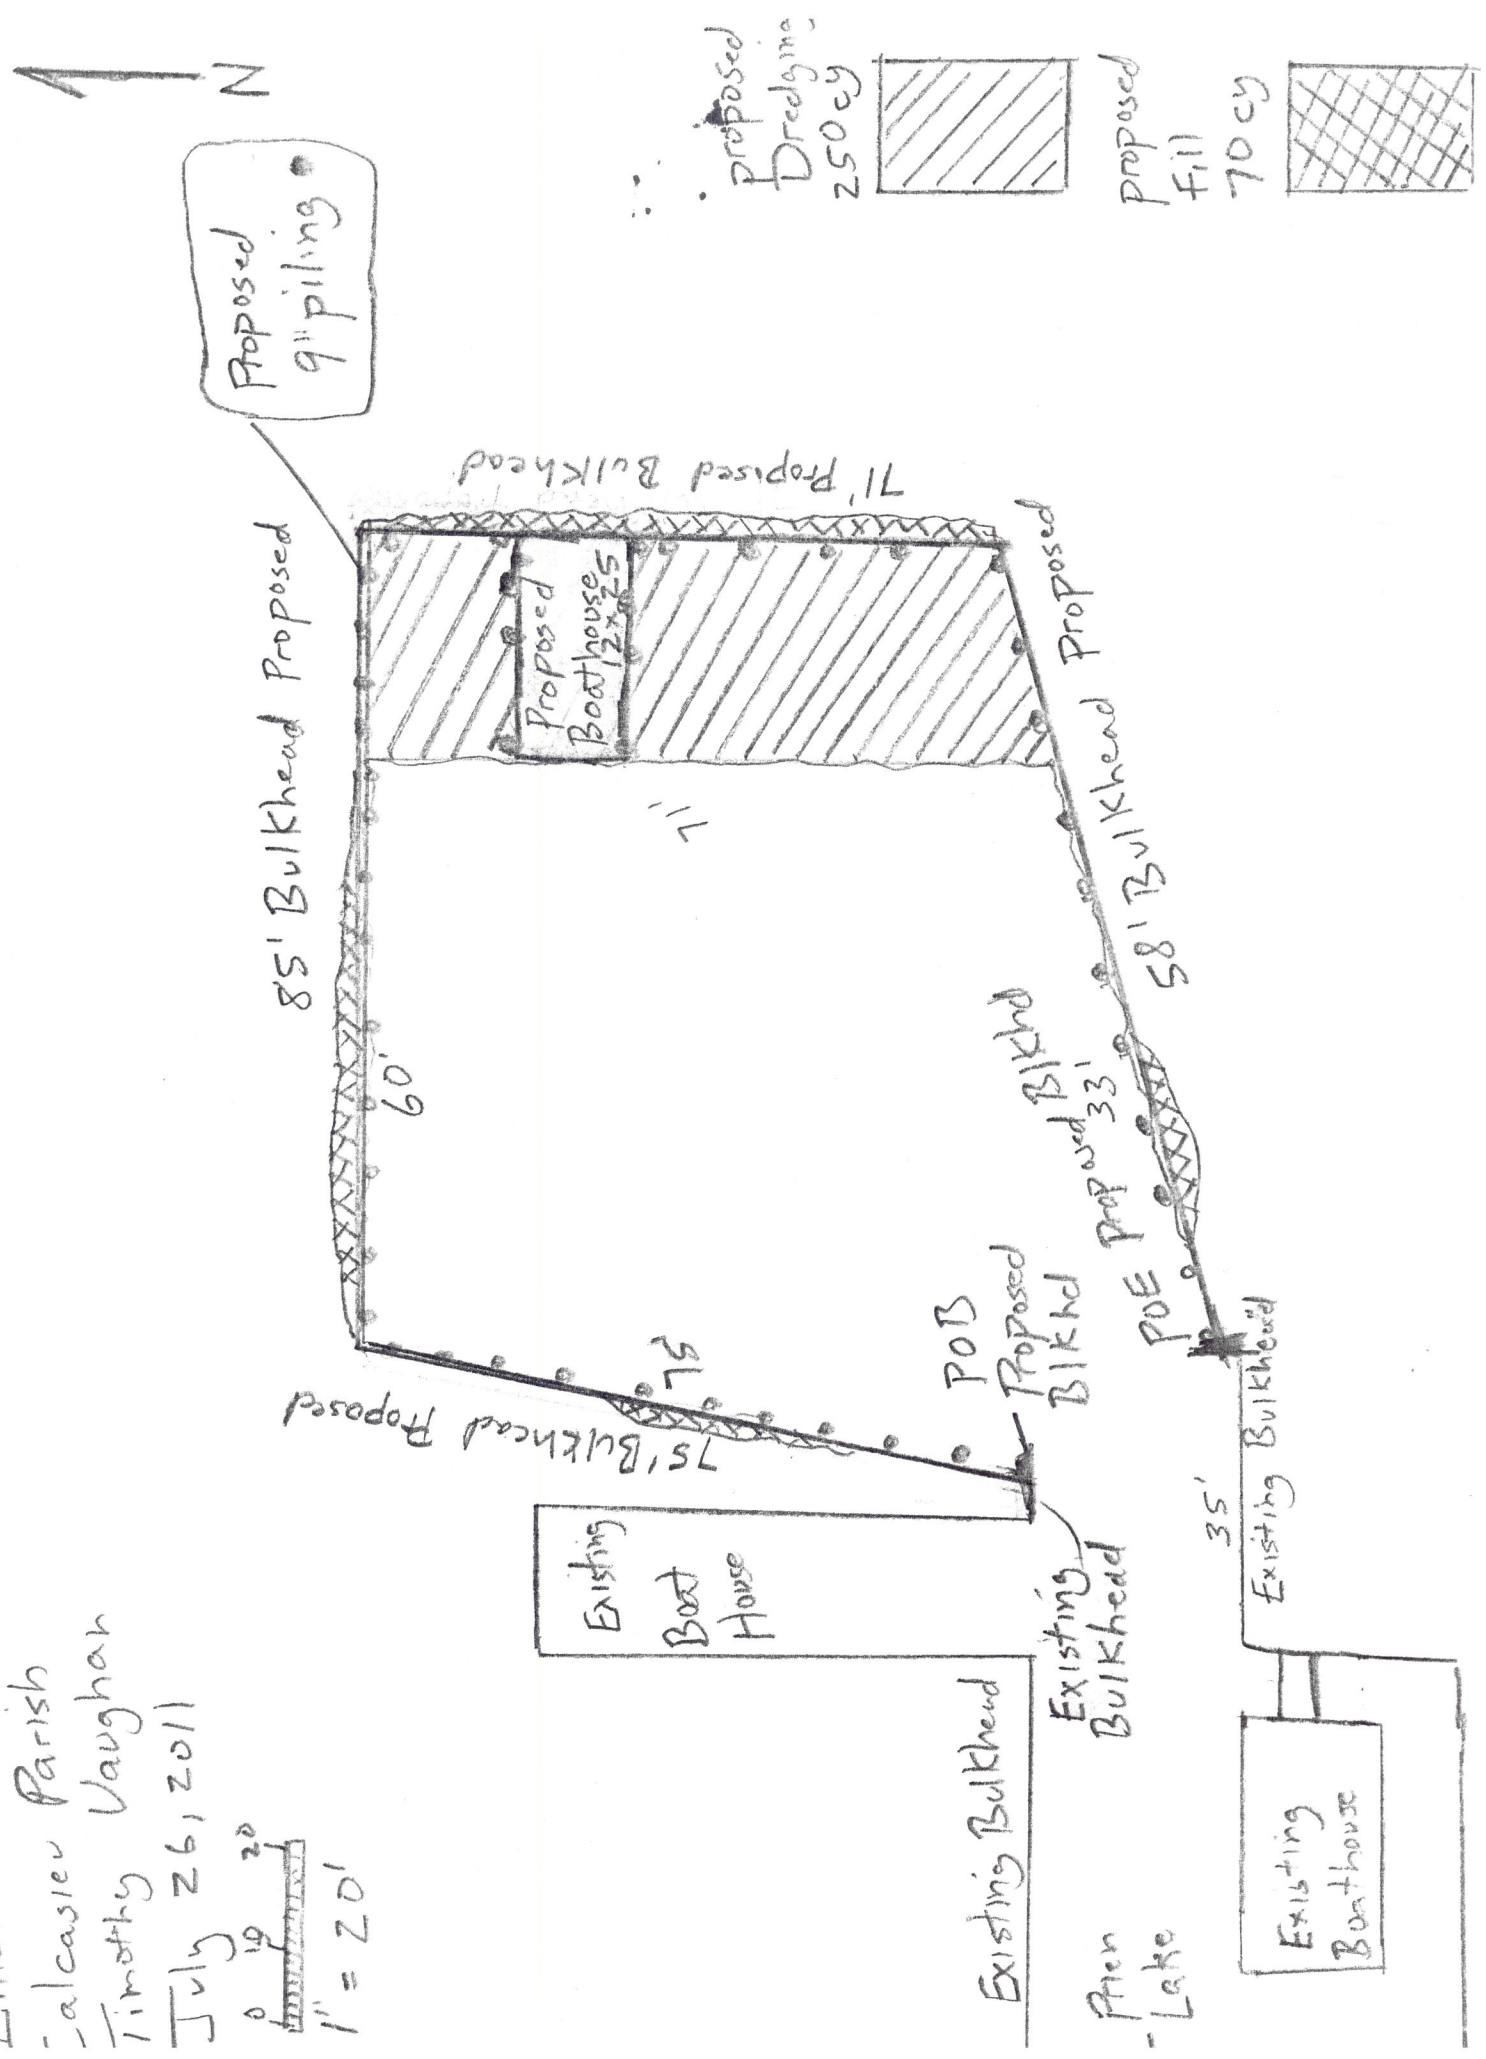 Calcasieu Parish
Timothy Vaughan
July 26, 2011
0 10 20
1" = 20'
Proposed
9" piling
N
85' Bulkhead Proposed
60'
75' Bulkhead Proposed
75'
71' Proposed Bulkhead
71'
Proposed
Boathouse
12 x 25
58' Bulkhead Proposed
Proposed Blkhd
33'
POE
POB
Proposed
Blkhd
Existing
Boat
House
Existing
Bulkhead
Existing Bulkhead
35'
Existing Bulkhead
Prien
Lake
Existing
Boathouse
proposed
Dredging
250 cy
proposed
Fill
70 cy